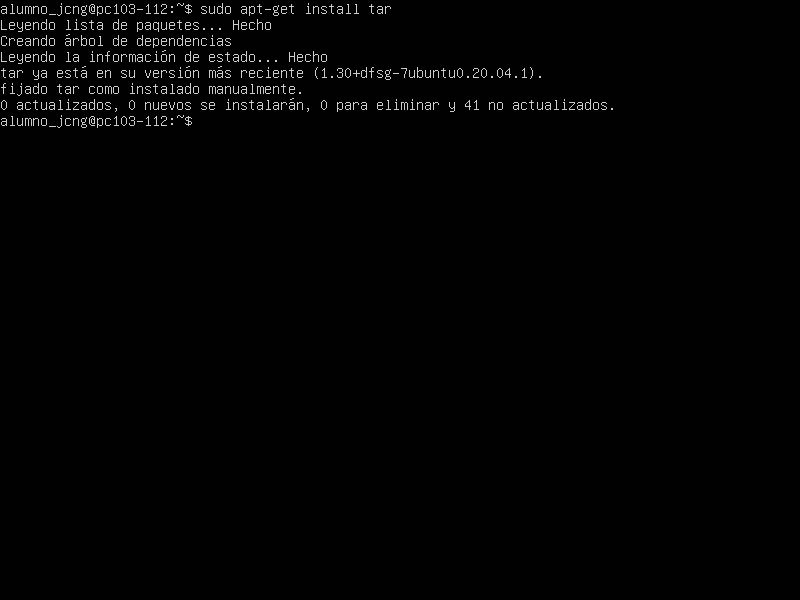 alumno_jcng@pc103-112:~$ sudo apt-get install tar
Leyendo lista de paquetes... Hecho
Creando árbol de dependencias
Leyendo la información de estado... Hecho
tar ya está en su versión más reciente (1.30+dfsg-7ubuntu0.20.04.1).
fijado tar como instalado manualmente.
0 actualizados, 0 nuevos se instalarán, 0 para eliminar y 41 no actualizados.
alumno_jcng@pc103-112:~$